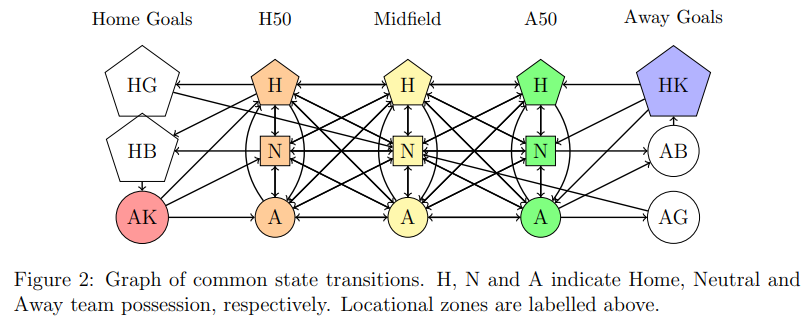 Home Goals H50 Midfield A50 Away Goals
HG H H H HK
HB N N N AB
AK A A A AG
Figure 2: Graph of common state transitions. H, N and A indicate Home, Neutral and
Away team possession, respectively. Locational zones are labelled above.